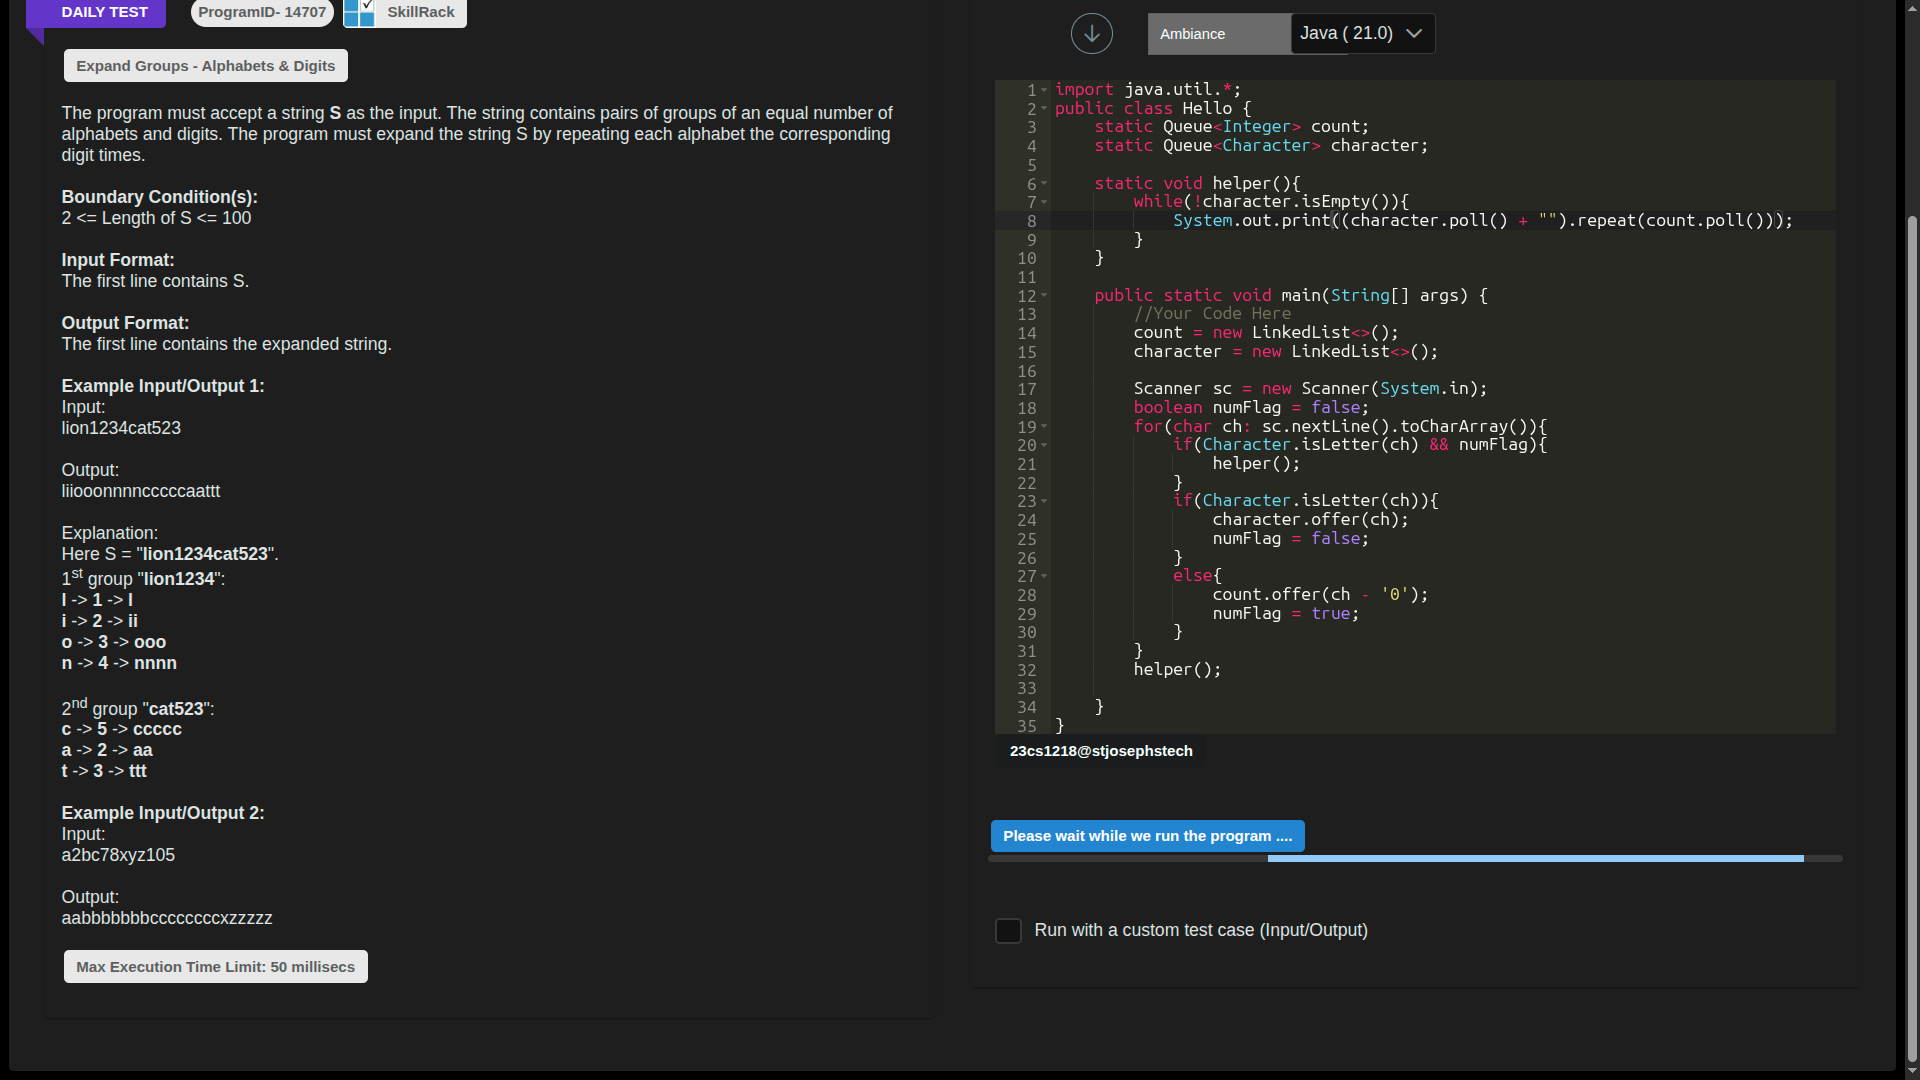 DAILY TEST
ProgramID- 14707
SkillRack
Expand Groups - Alphabets & Digits
The program must accept a string S as the input. The string contains pairs of groups of an equal number of
alphabets and digits. The program must expand the string S by repeating each alphabet the corresponding
digit times.
Boundary Condition(s):
2 <= Length of S <= 100
Input Format:
The first line contains S.
Output Format:
The first line contains the expanded string.
Example Input/Output 1:
Input:
lion1234cat523
Output:
liiooonnnncccccaattt
Explanation:
Here S = "lion1234cat523".
1st group "lion1234":
l -> 1 -> l
i -> 2 -> ii
o -> 3 -> ooo
n -> 4 -> nnnn
2nd group "cat523":
c -> 5 -> ccccc
a -> 2 -> aa
t -> 3 -> ttt
Example Input/Output 2:
Input:
a2bc78xyz105
Output:
aabbbbbbbccccccccxzzzzz
Max Execution Time Limit: 50 millisecs
Ambiance
Java ( 21.0)
1 import java.util.*;
2 public class Hello {
3     static Queue<Integer> count;
4     static Queue<Character> character;
5
6     static void helper(){
7         while(!character.isEmpty()){
8             System.out.print((character.poll() + "").repeat(count.poll()));
9         }
10     }
11
12     public static void main(String[] args) {
13         //Your Code Here
14         count = new LinkedList<>();
15         character = new LinkedList<>();
16
17         Scanner sc = new Scanner(System.in);
18         boolean numFlag = false;
19         for(char ch: sc.nextLine().toCharArray()){
20             if(Character.isLetter(ch) && numFlag){
21                 helper();
22             }
23             if(Character.isLetter(ch)){
24                 character.offer(ch);
25                 numFlag = false;
26             }
27             else{
28                 count.offer(ch - '0');
29                 numFlag = true;
30             }
31         }
32         helper();
33
34     }
35 }
23cs1218@stjosephstech
Please wait while we run the program ....
Run with a custom test case (Input/Output)